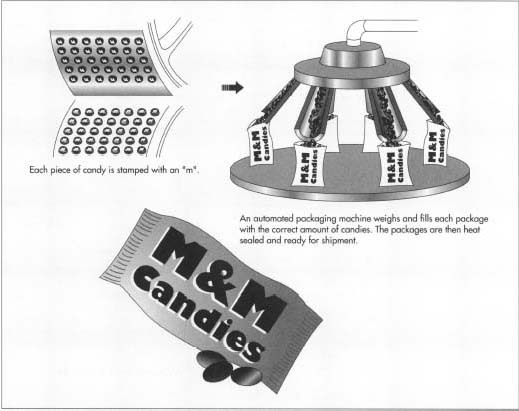 Each piece of candy is stamped with an "m".
M&M
Candies
M&M
Candies
M&M
Candies
M&M
Candies
An automated packaging machine weighs and fills each package
with the correct amount of candies. The packages are then heat
sealed and ready for shipment.
M&M
Candies